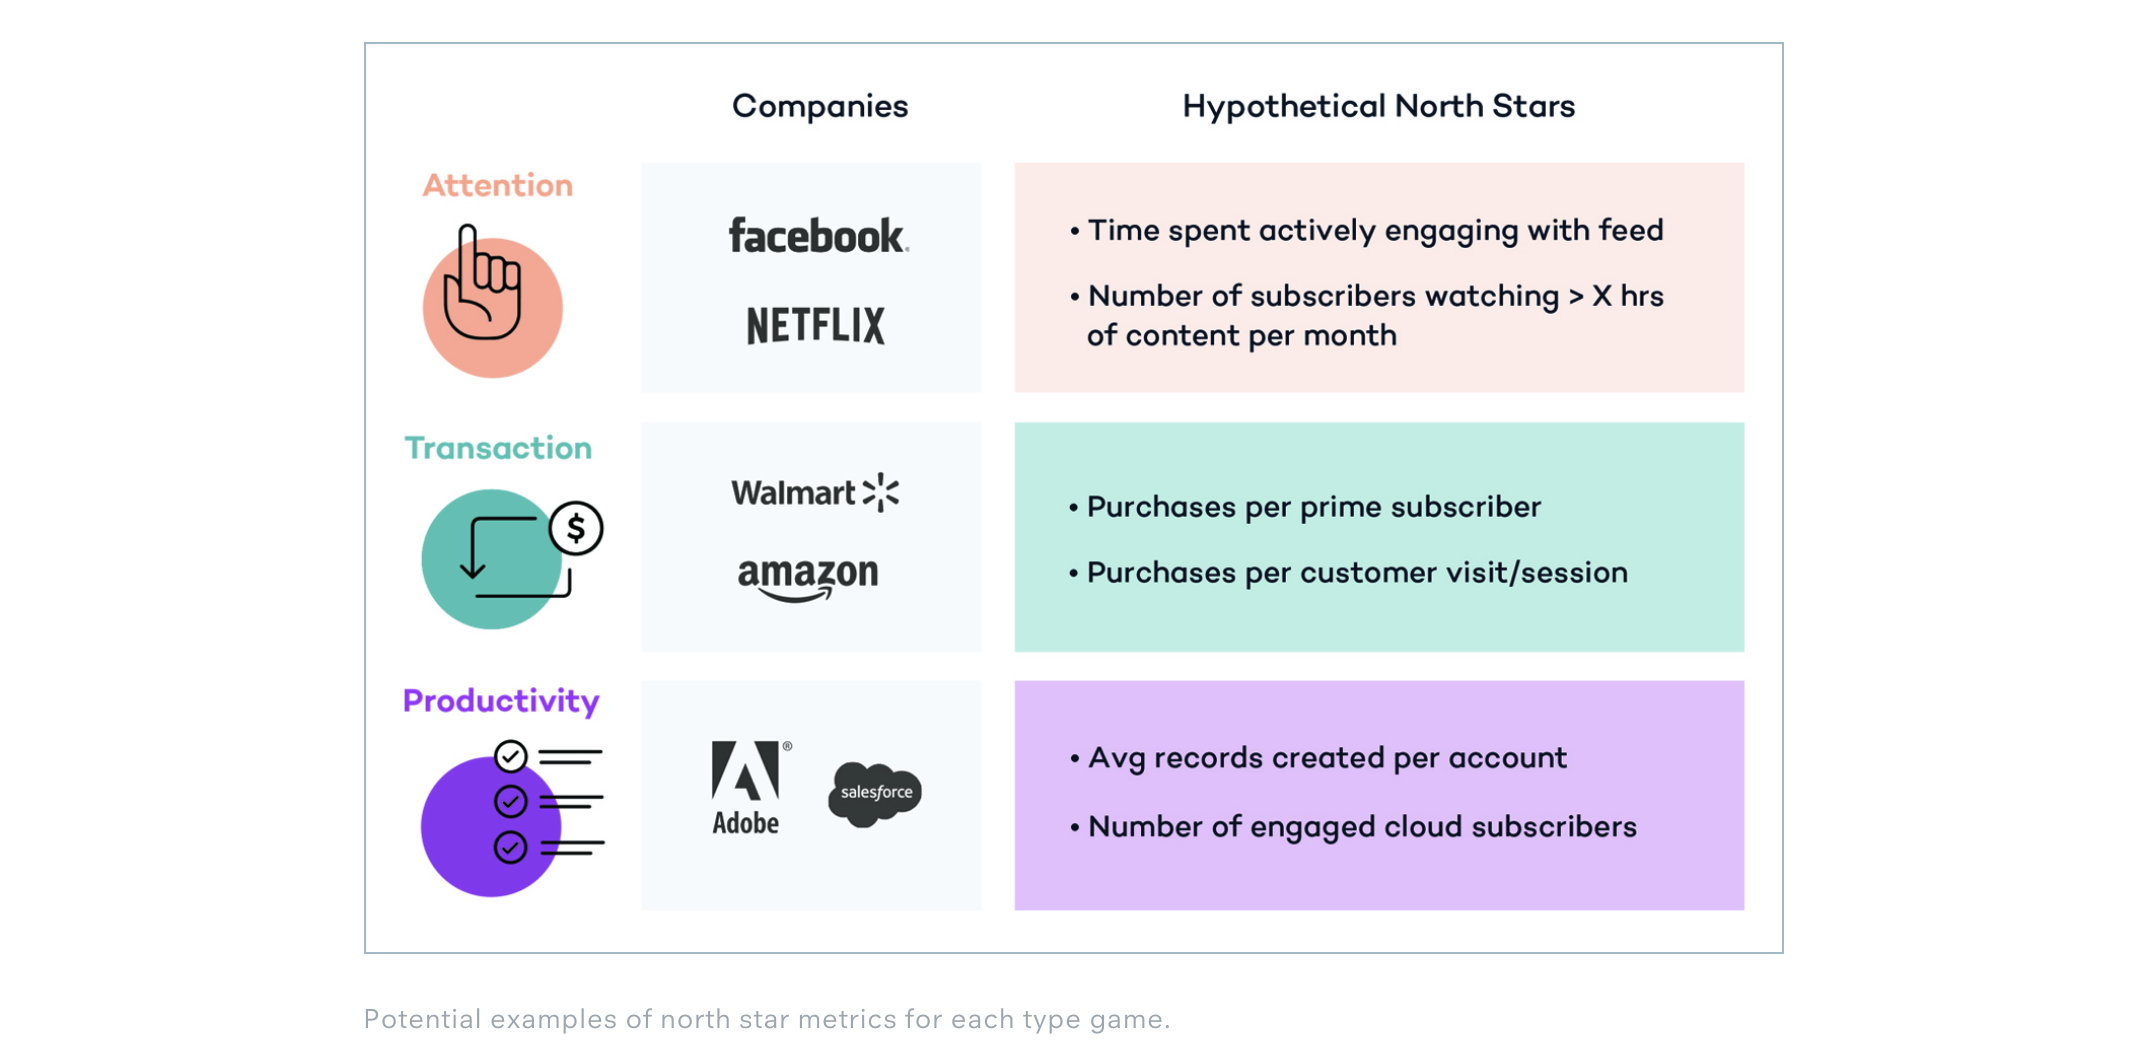 Companies
Hypothetical North Stars
Attention
facebook
NETFLIX
• Time spent actively engaging with feed
• Number of subscribers watching > X hrs
of content per month
Transaction
$
Walmart
amazon
• Purchases per prime subscriber
• Purchases per customer visit/session
Productivity
Adobe
®
salesforce
• Avg records created per account
• Number of engaged cloud subscribers
Potential examples of north star metrics for each type game.